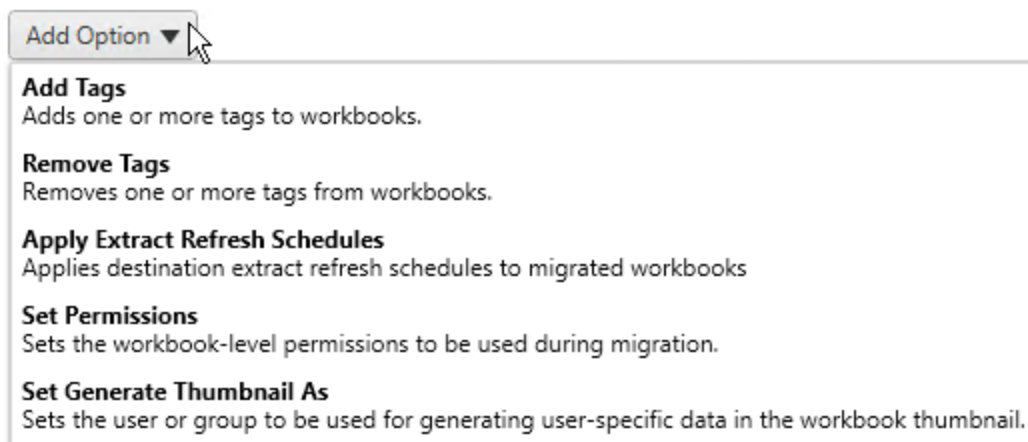 Add Option ▼
Add Tags
Adds one or more tags to workbooks.
Remove Tags
Removes one or more tags from workbooks.
Apply Extract Refresh Schedules
Applies destination extract refresh schedules to migrated workbooks
Set Permissions
Sets the workbook-level permissions to be used during migration.
Set Generate Thumbnail As
Sets the user or group to be used for generating user-specific data in the workbook thumbnail.